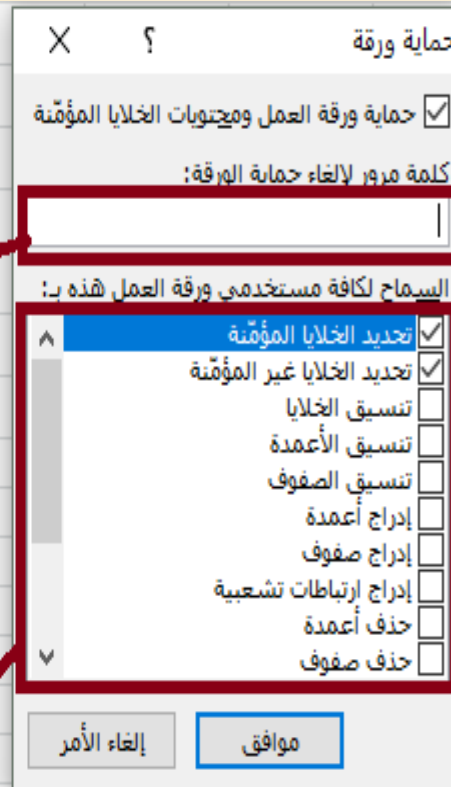 حماية ورقة ؟
حماية ورقة العمل ومحتويات الخلايا المؤمّنة
كلمة مرور لإلغاء حماية الورقة:
السماح لكافة مستخدمي ورقة العمل هذه بـ:
تحديد الخلايا المؤمّنة
تحديد الخلايا غير المؤمّنة
تنسيق الخلايا
تنسيق الأعمدة
تنسيق الصفوف
إدراج أعمدة
إدراج صفوف
إدراج ارتباطات تشعبية
حذف أعمدة
حذف صفوف
موافق إلغاء الأمر